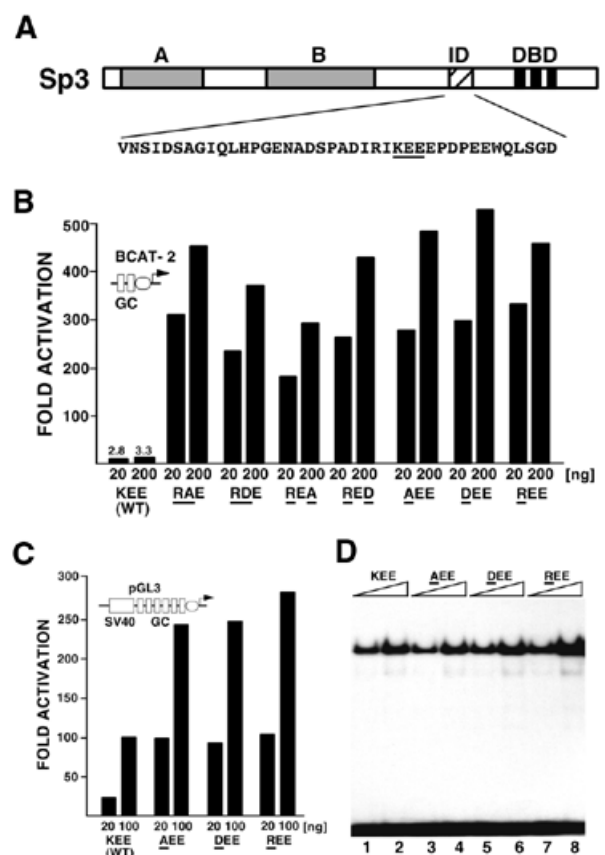 A
A B ID DBD
Sp3
VNSIDSAGIQLHPGENADSPADIRIKEEEPDPEEWQLSGD
B
FOLD ACTIVATION
500
400
300
200
100
BCAT-2
GC
2.8 3.3
20 200 20 200 20 200 20 200 20 200 20 200 20 200 [ng]
KEE RAE RDE REA RED AEE DEE REE
(WT)
C
FOLD ACTIVATION
300
250
200
150
100
50
pGL3
SV40 GC
20 100 20 100 20 100 20 100 [ng]
KEE AEE DEE REE
(WT)
D
KEE AEE DEE REE
1 2 3 4 5 6 7 8